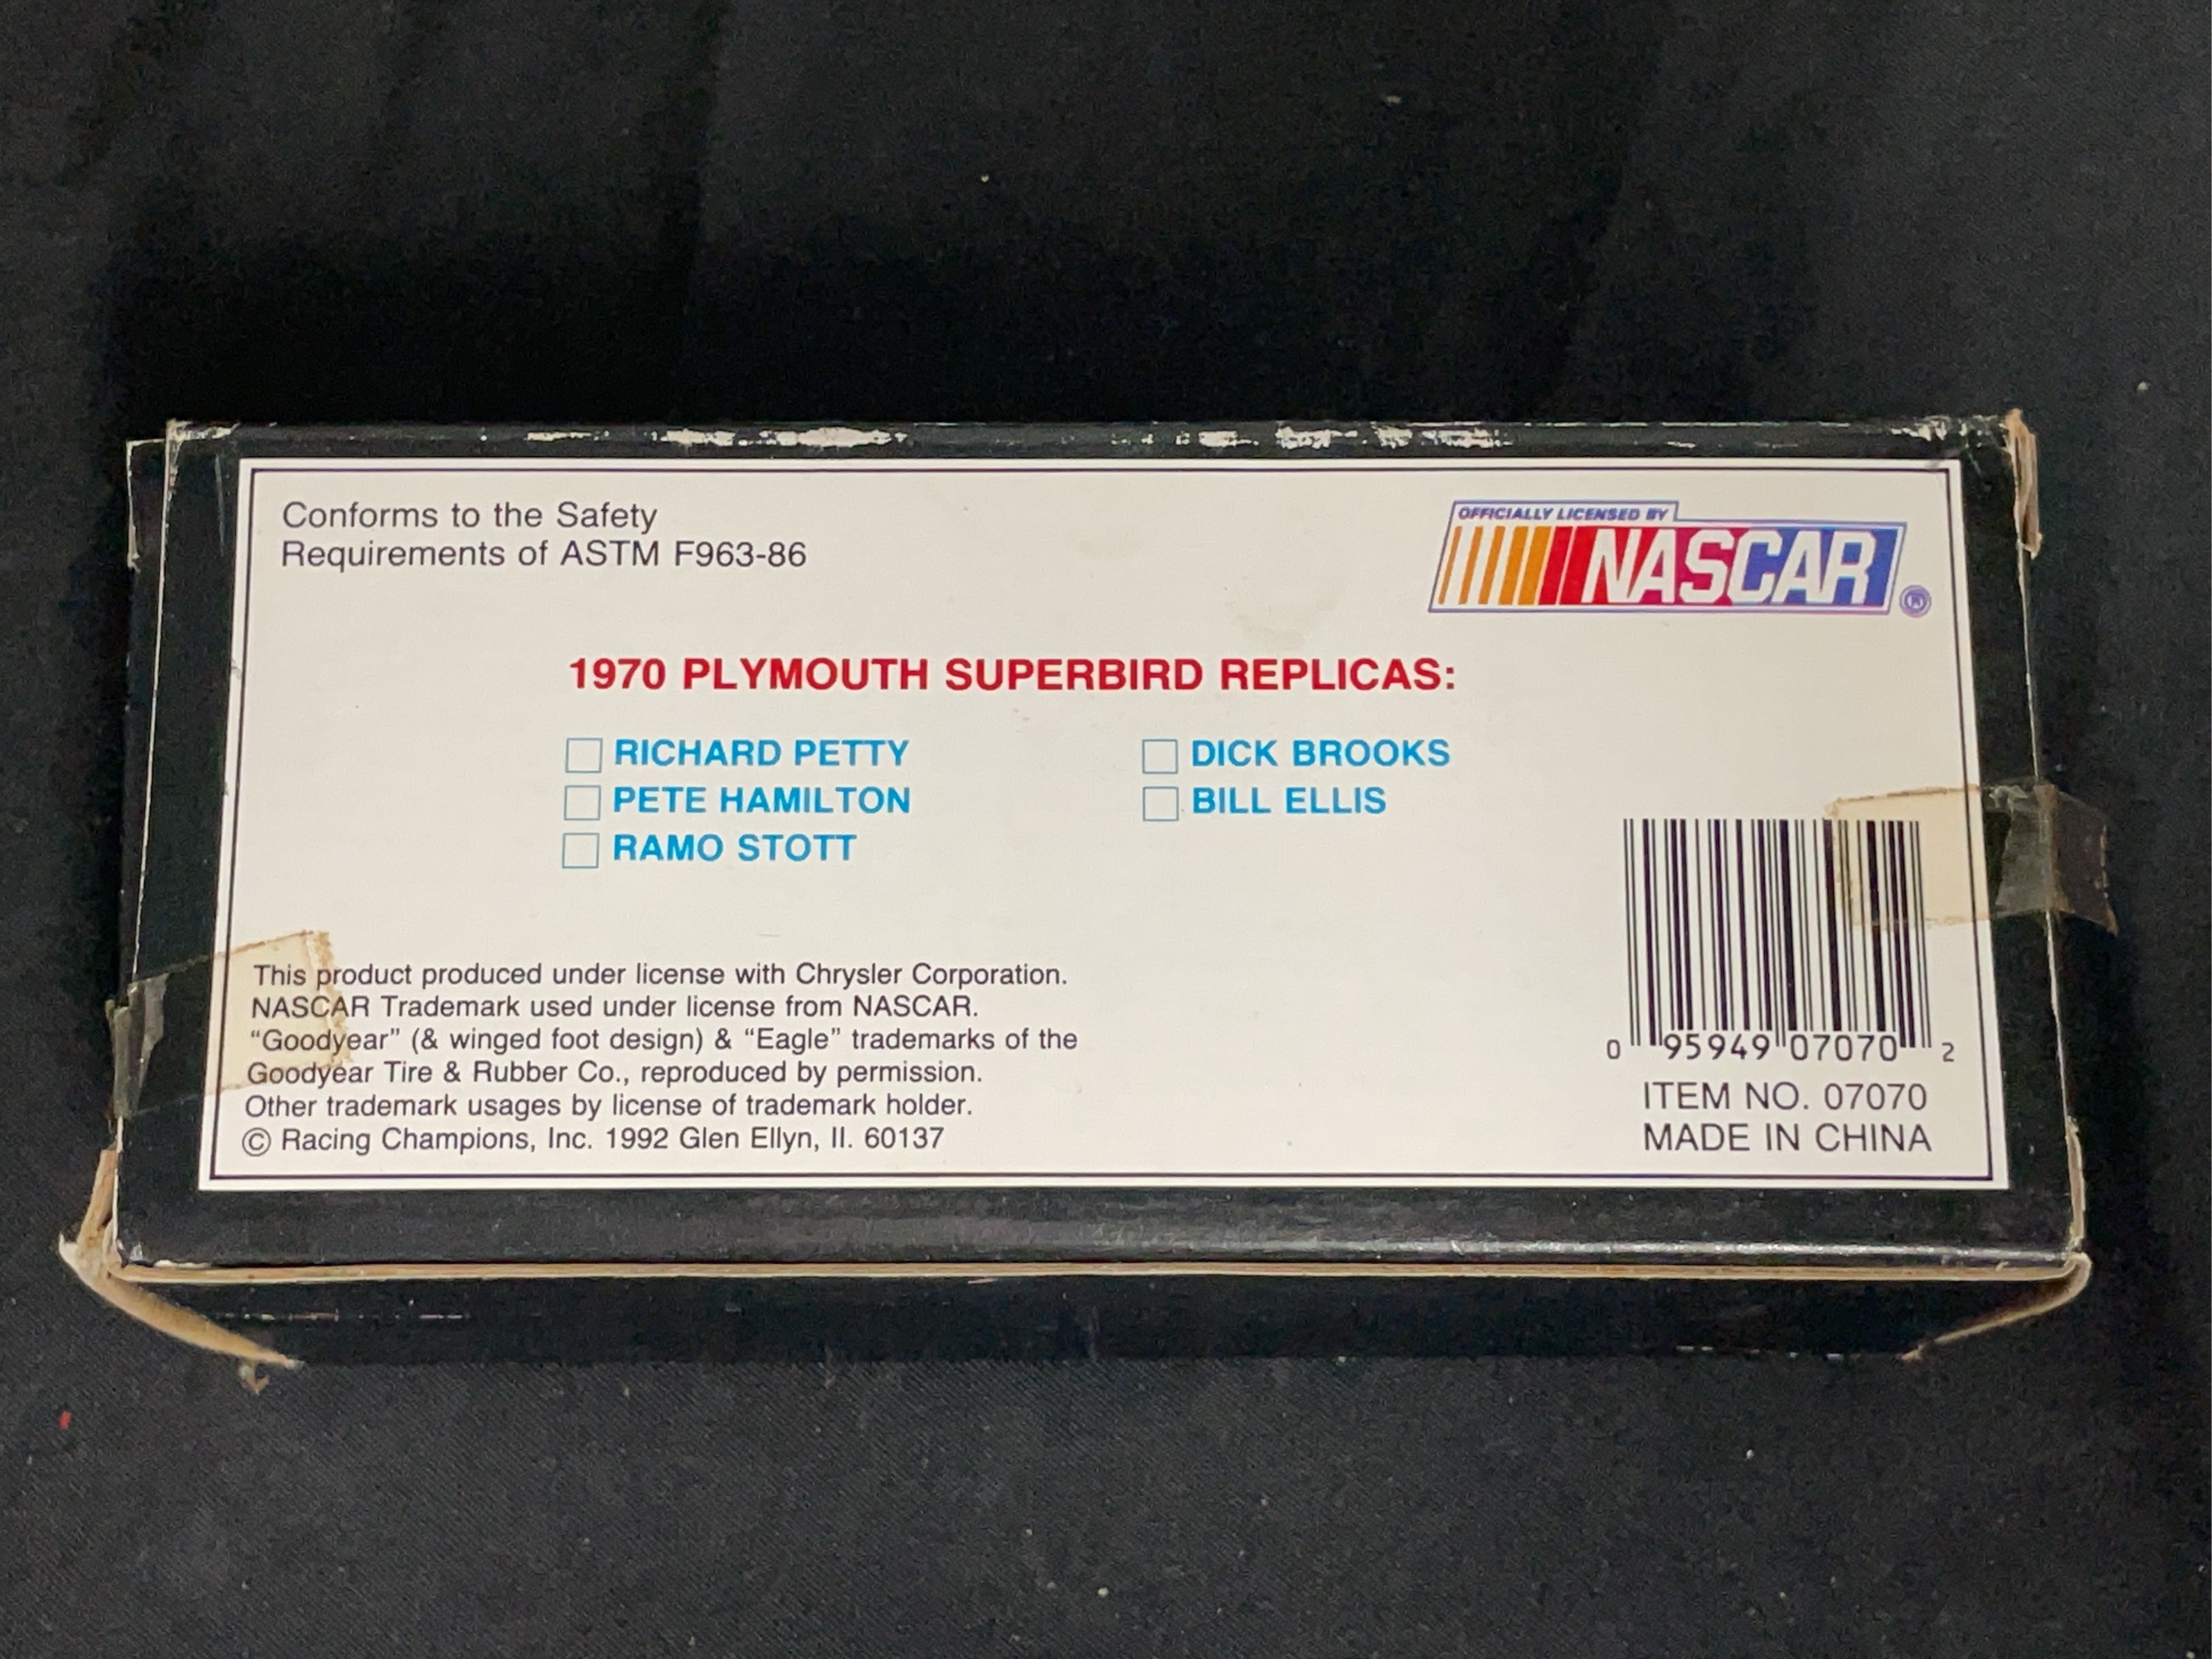 Conforms to the Safety
Requirements of ASTM F963-86
OFFICIALLY LICENSED BY
NASCAR
®
1970 PLYMOUTH SUPERBIRD REPLICAS:
RICHARD PETTY
PETE HAMILTON
RAMO STOTT
DICK BROOKS
BILL ELLIS
This product produced under license with Chrysler Corporation.
NASCAR Trademark used under license from NASCAR.
“Goodyear” (& winged foot design) & “Eagle” trademarks of the
Goodyear Tire & Rubber Co., reproduced by permission.
Other trademark usages by license of trademark holder.
© Racing Champions, Inc. 1992 Glen Ellyn, Il. 60137
0 95949 07070 2
ITEM NO. 07070
MADE IN CHINA